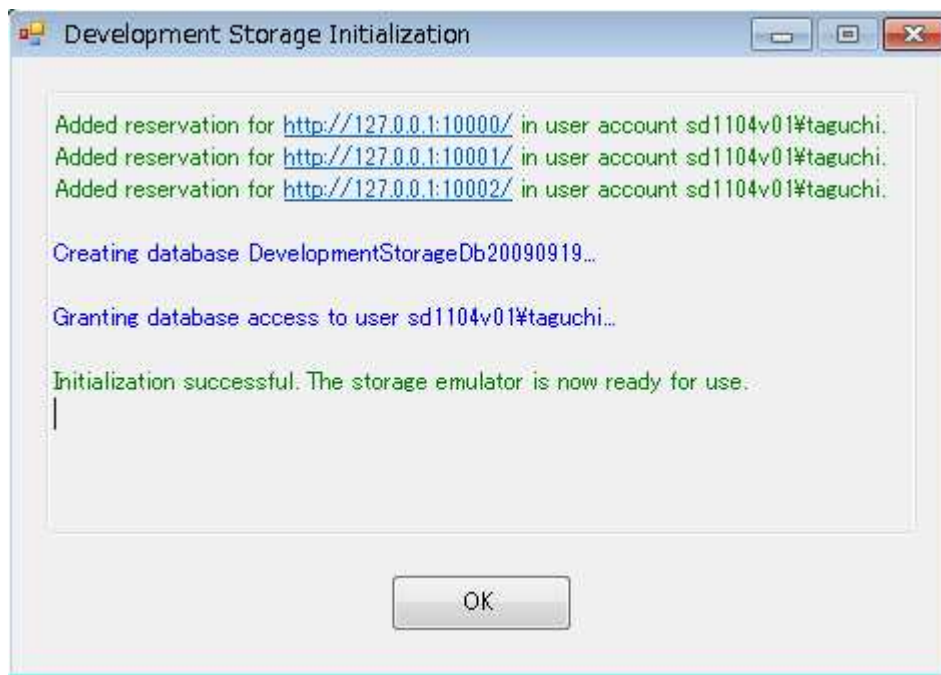 Development Storage Initialization
Added reservation for http://127.0.0.1:10000/ in user account sd1104v01¥taguchi.
Added reservation for http://127.0.0.1:10001/ in user account sd1104v01¥taguchi.
Added reservation for http://127.0.0.1:10002/ in user account sd1104v01¥taguchi.
Creating database DevelopmentStorageDb20090919...
Granting database access to user sd1104v01¥taguchi...
Initialization successful. The storage emulator is now ready for use.
OK